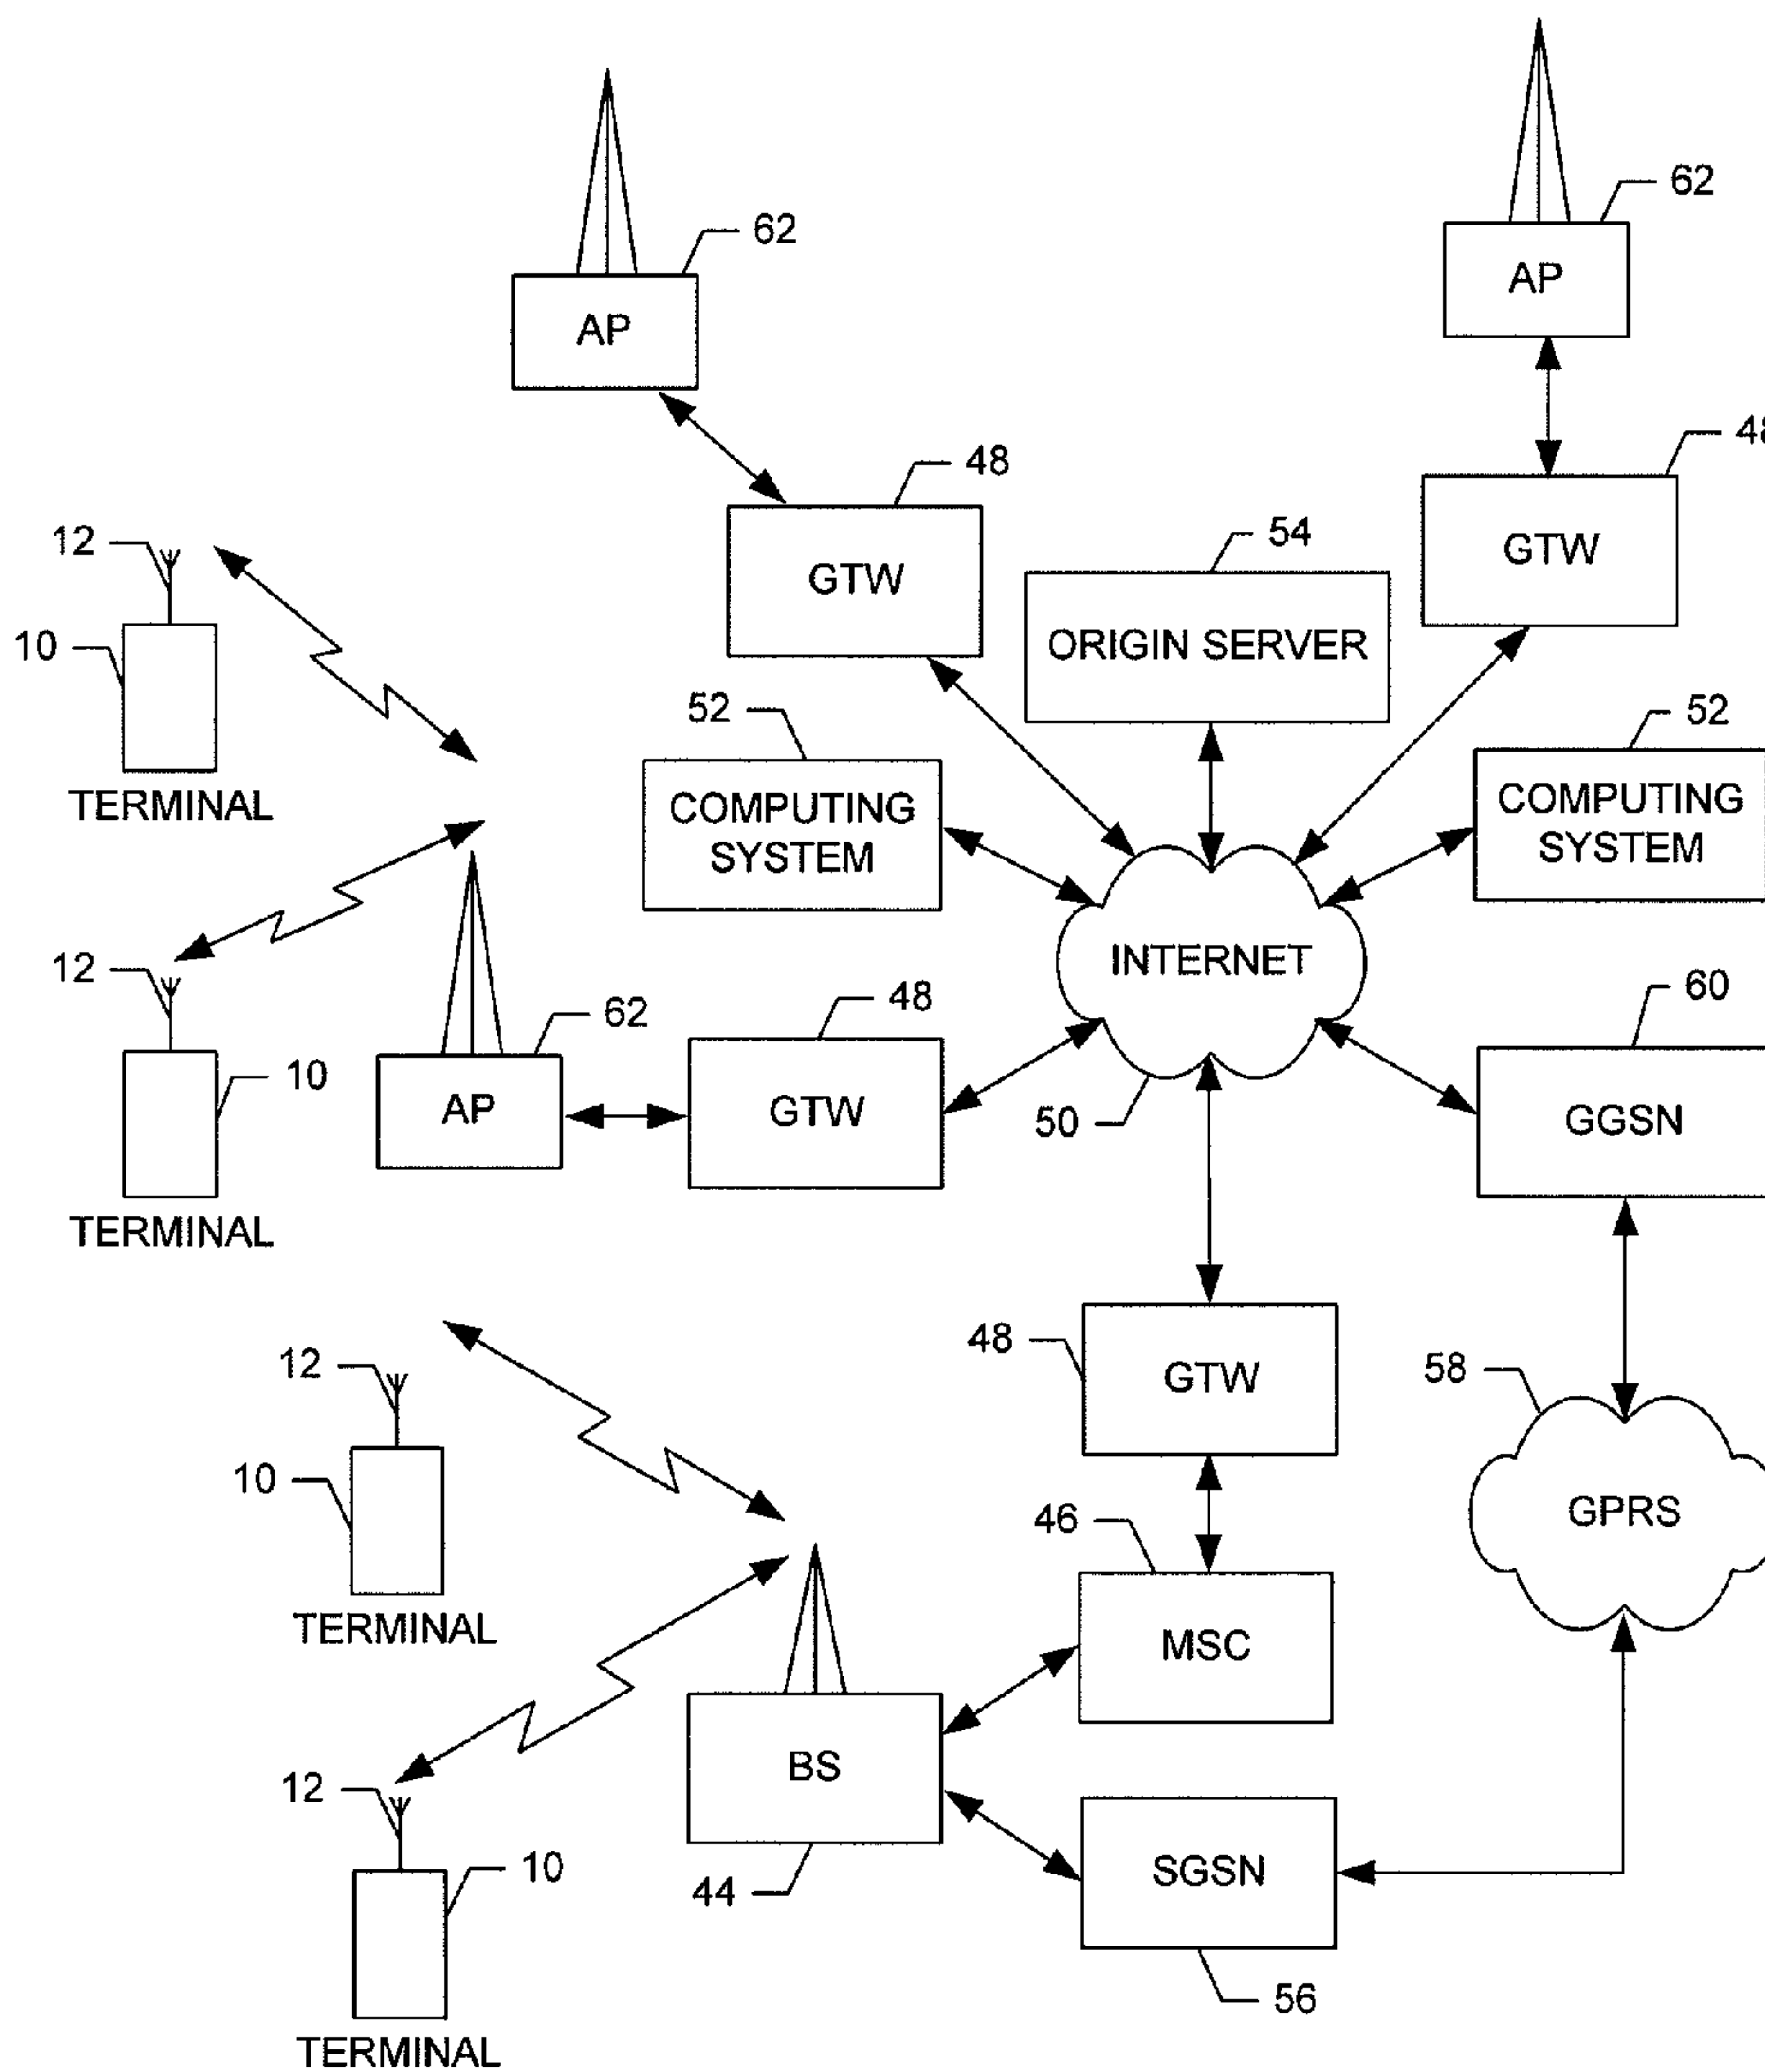 62
AP
62
AP
48
GTW
48
GTW
54
ORIGIN SERVER
12
10
TERMINAL
52
COMPUTING
SYSTEM
52
COMPUTING
SYSTEM
INTERNET
50
12
10
TERMINAL
62
AP
48
GTW
60
GGSN
48
GTW
58
GPRS
12
10
TERMINAL
46
MSC
BS
44
SGSN
56
12
10
TERMINAL